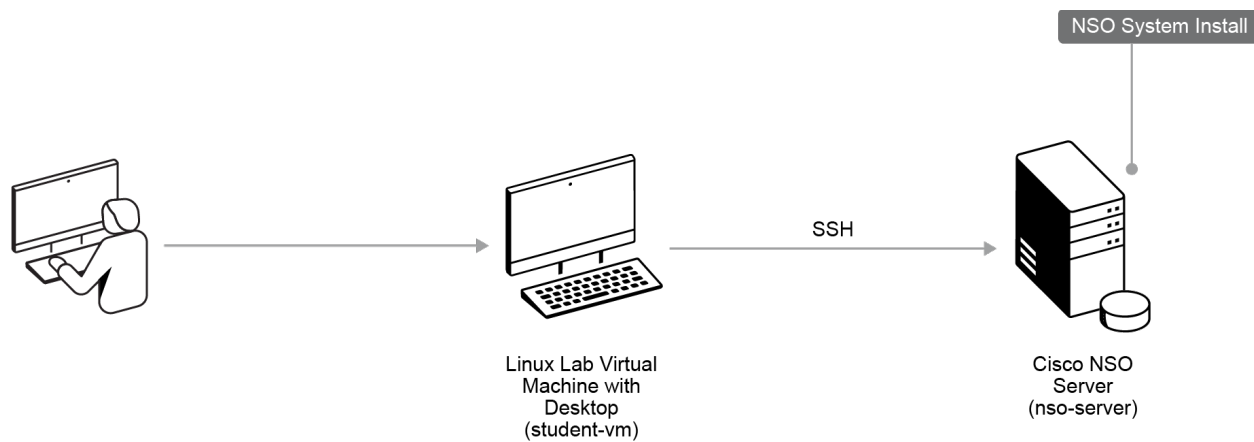 NSO System Install
SSH
Linux Lab Virtual
Machine with
Desktop
(student-vm)
Cisco NSO
Server
(nso-server)